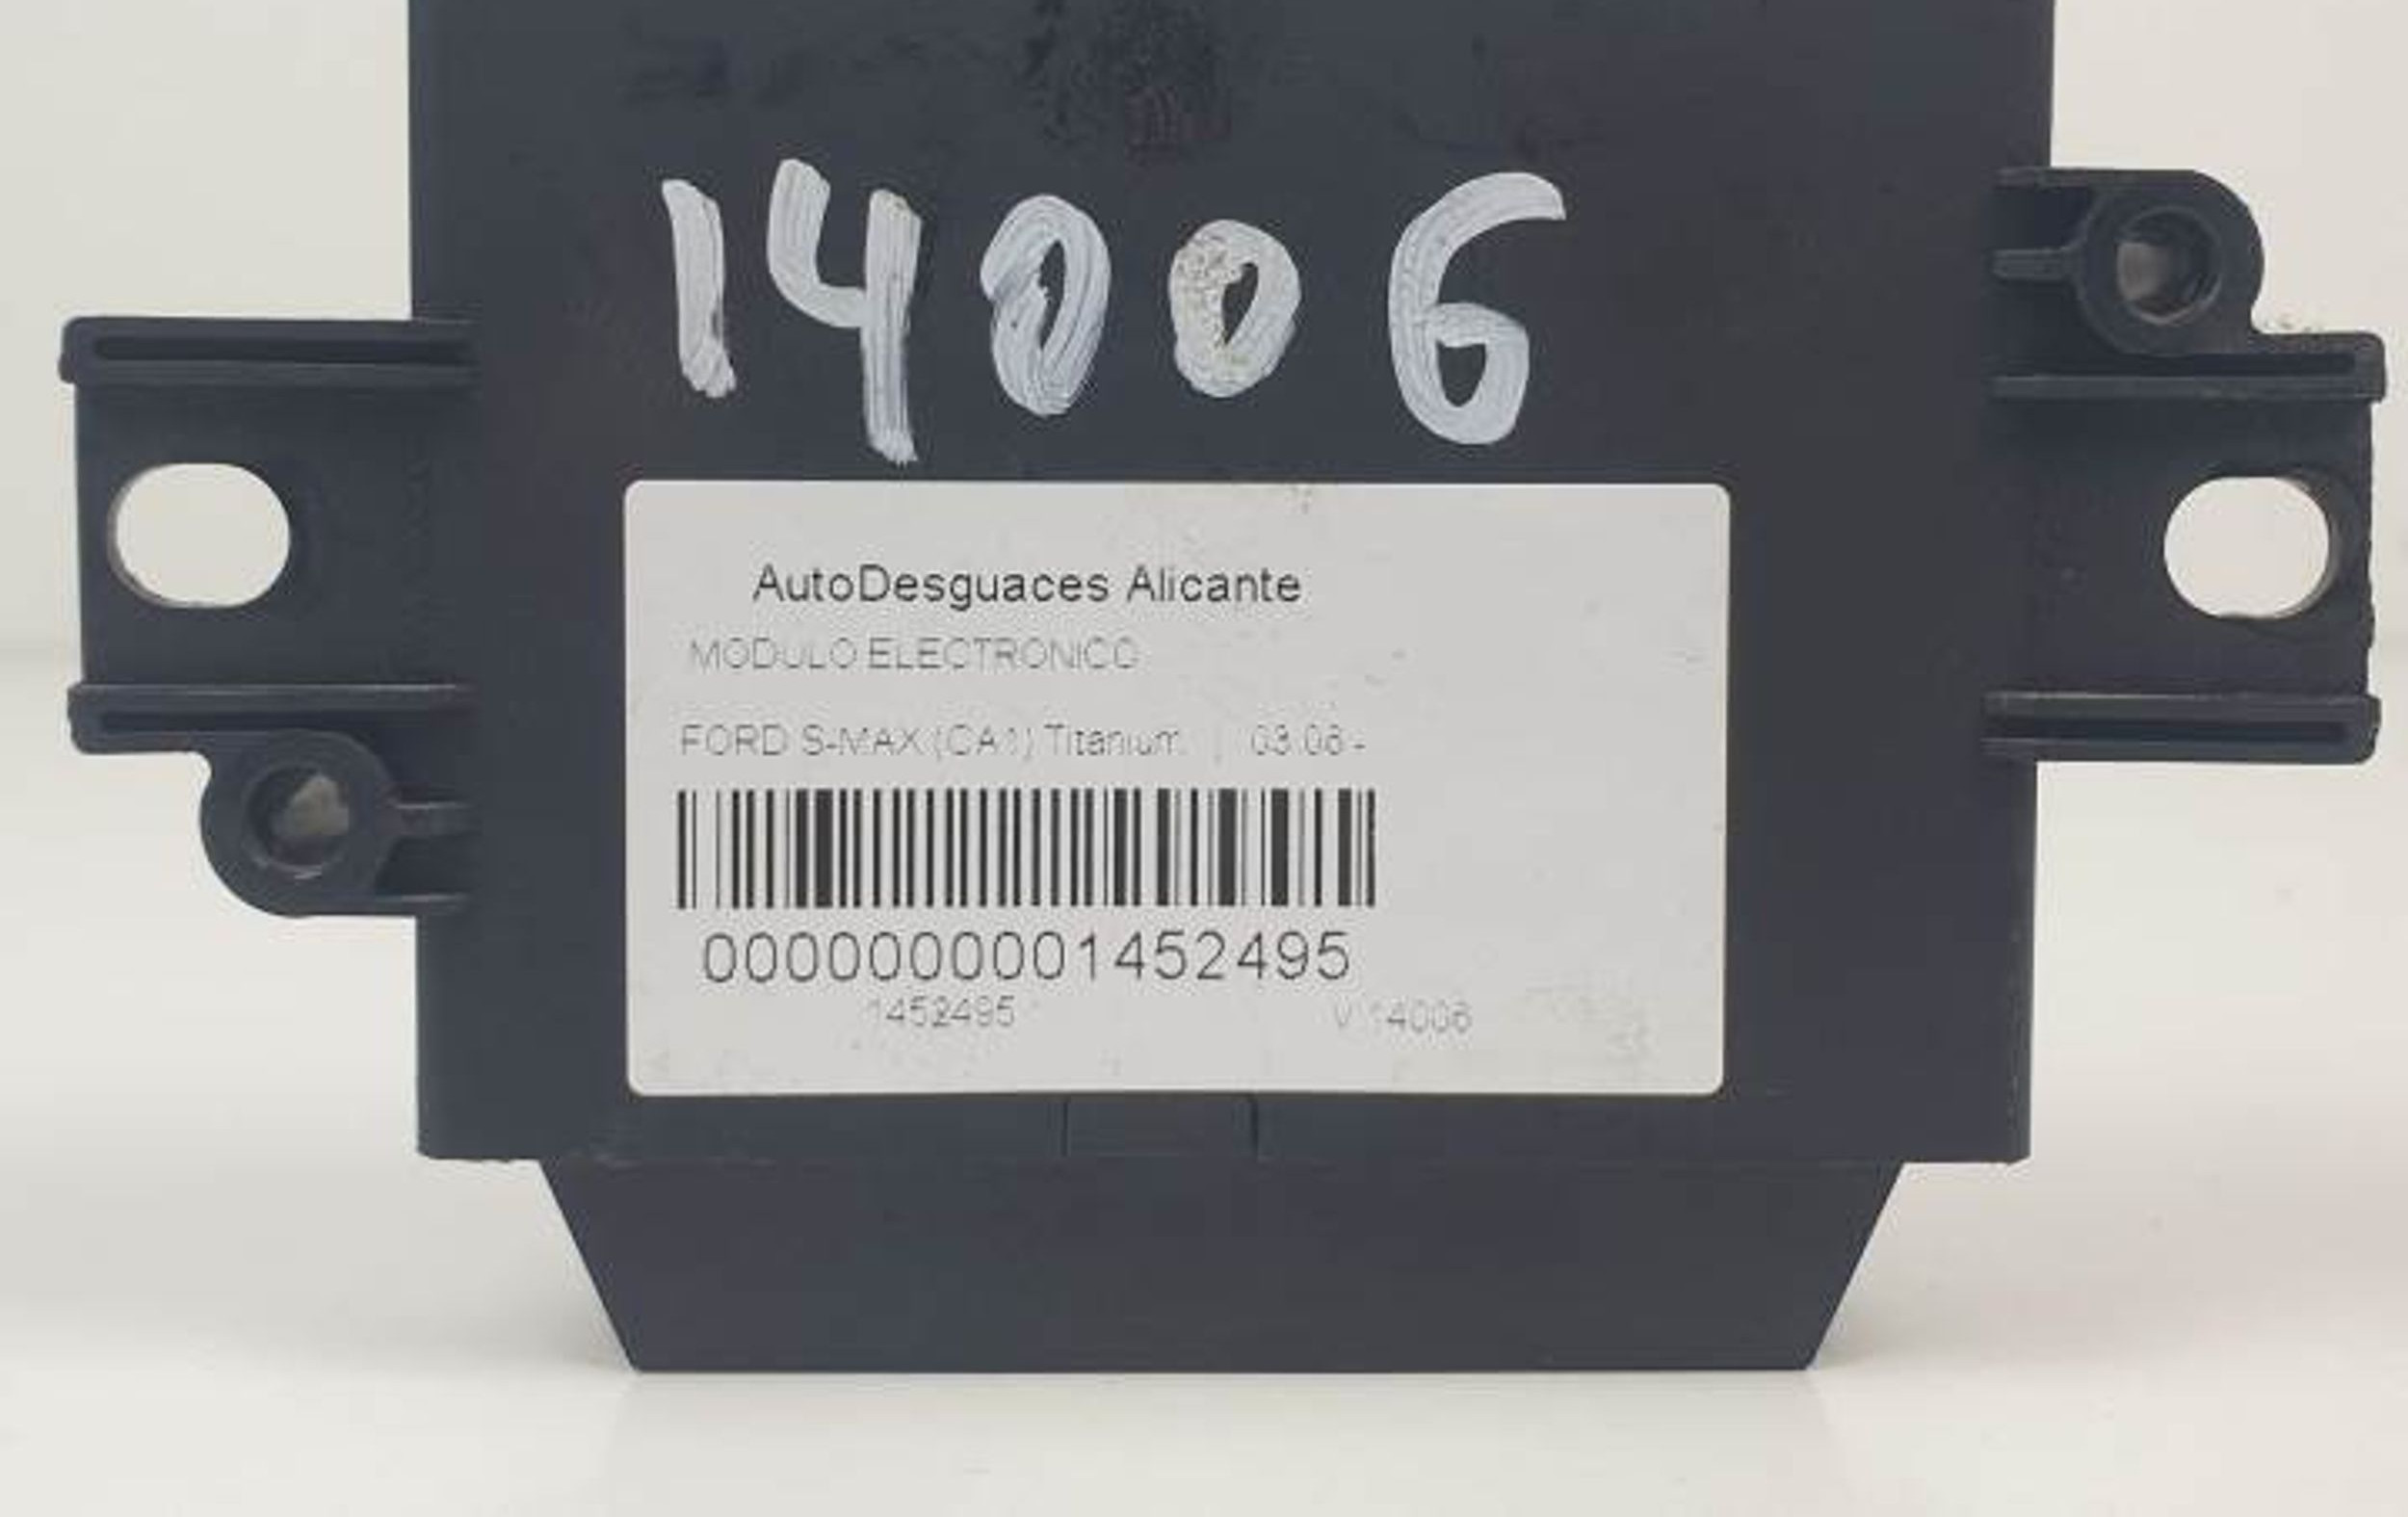 14006
AutoDesguaces Alicante
MODULO ELECTRONICO
FORD S-MAX (CA1) Titanium | 03.06 -
0000000001452495
1452495 V 14006